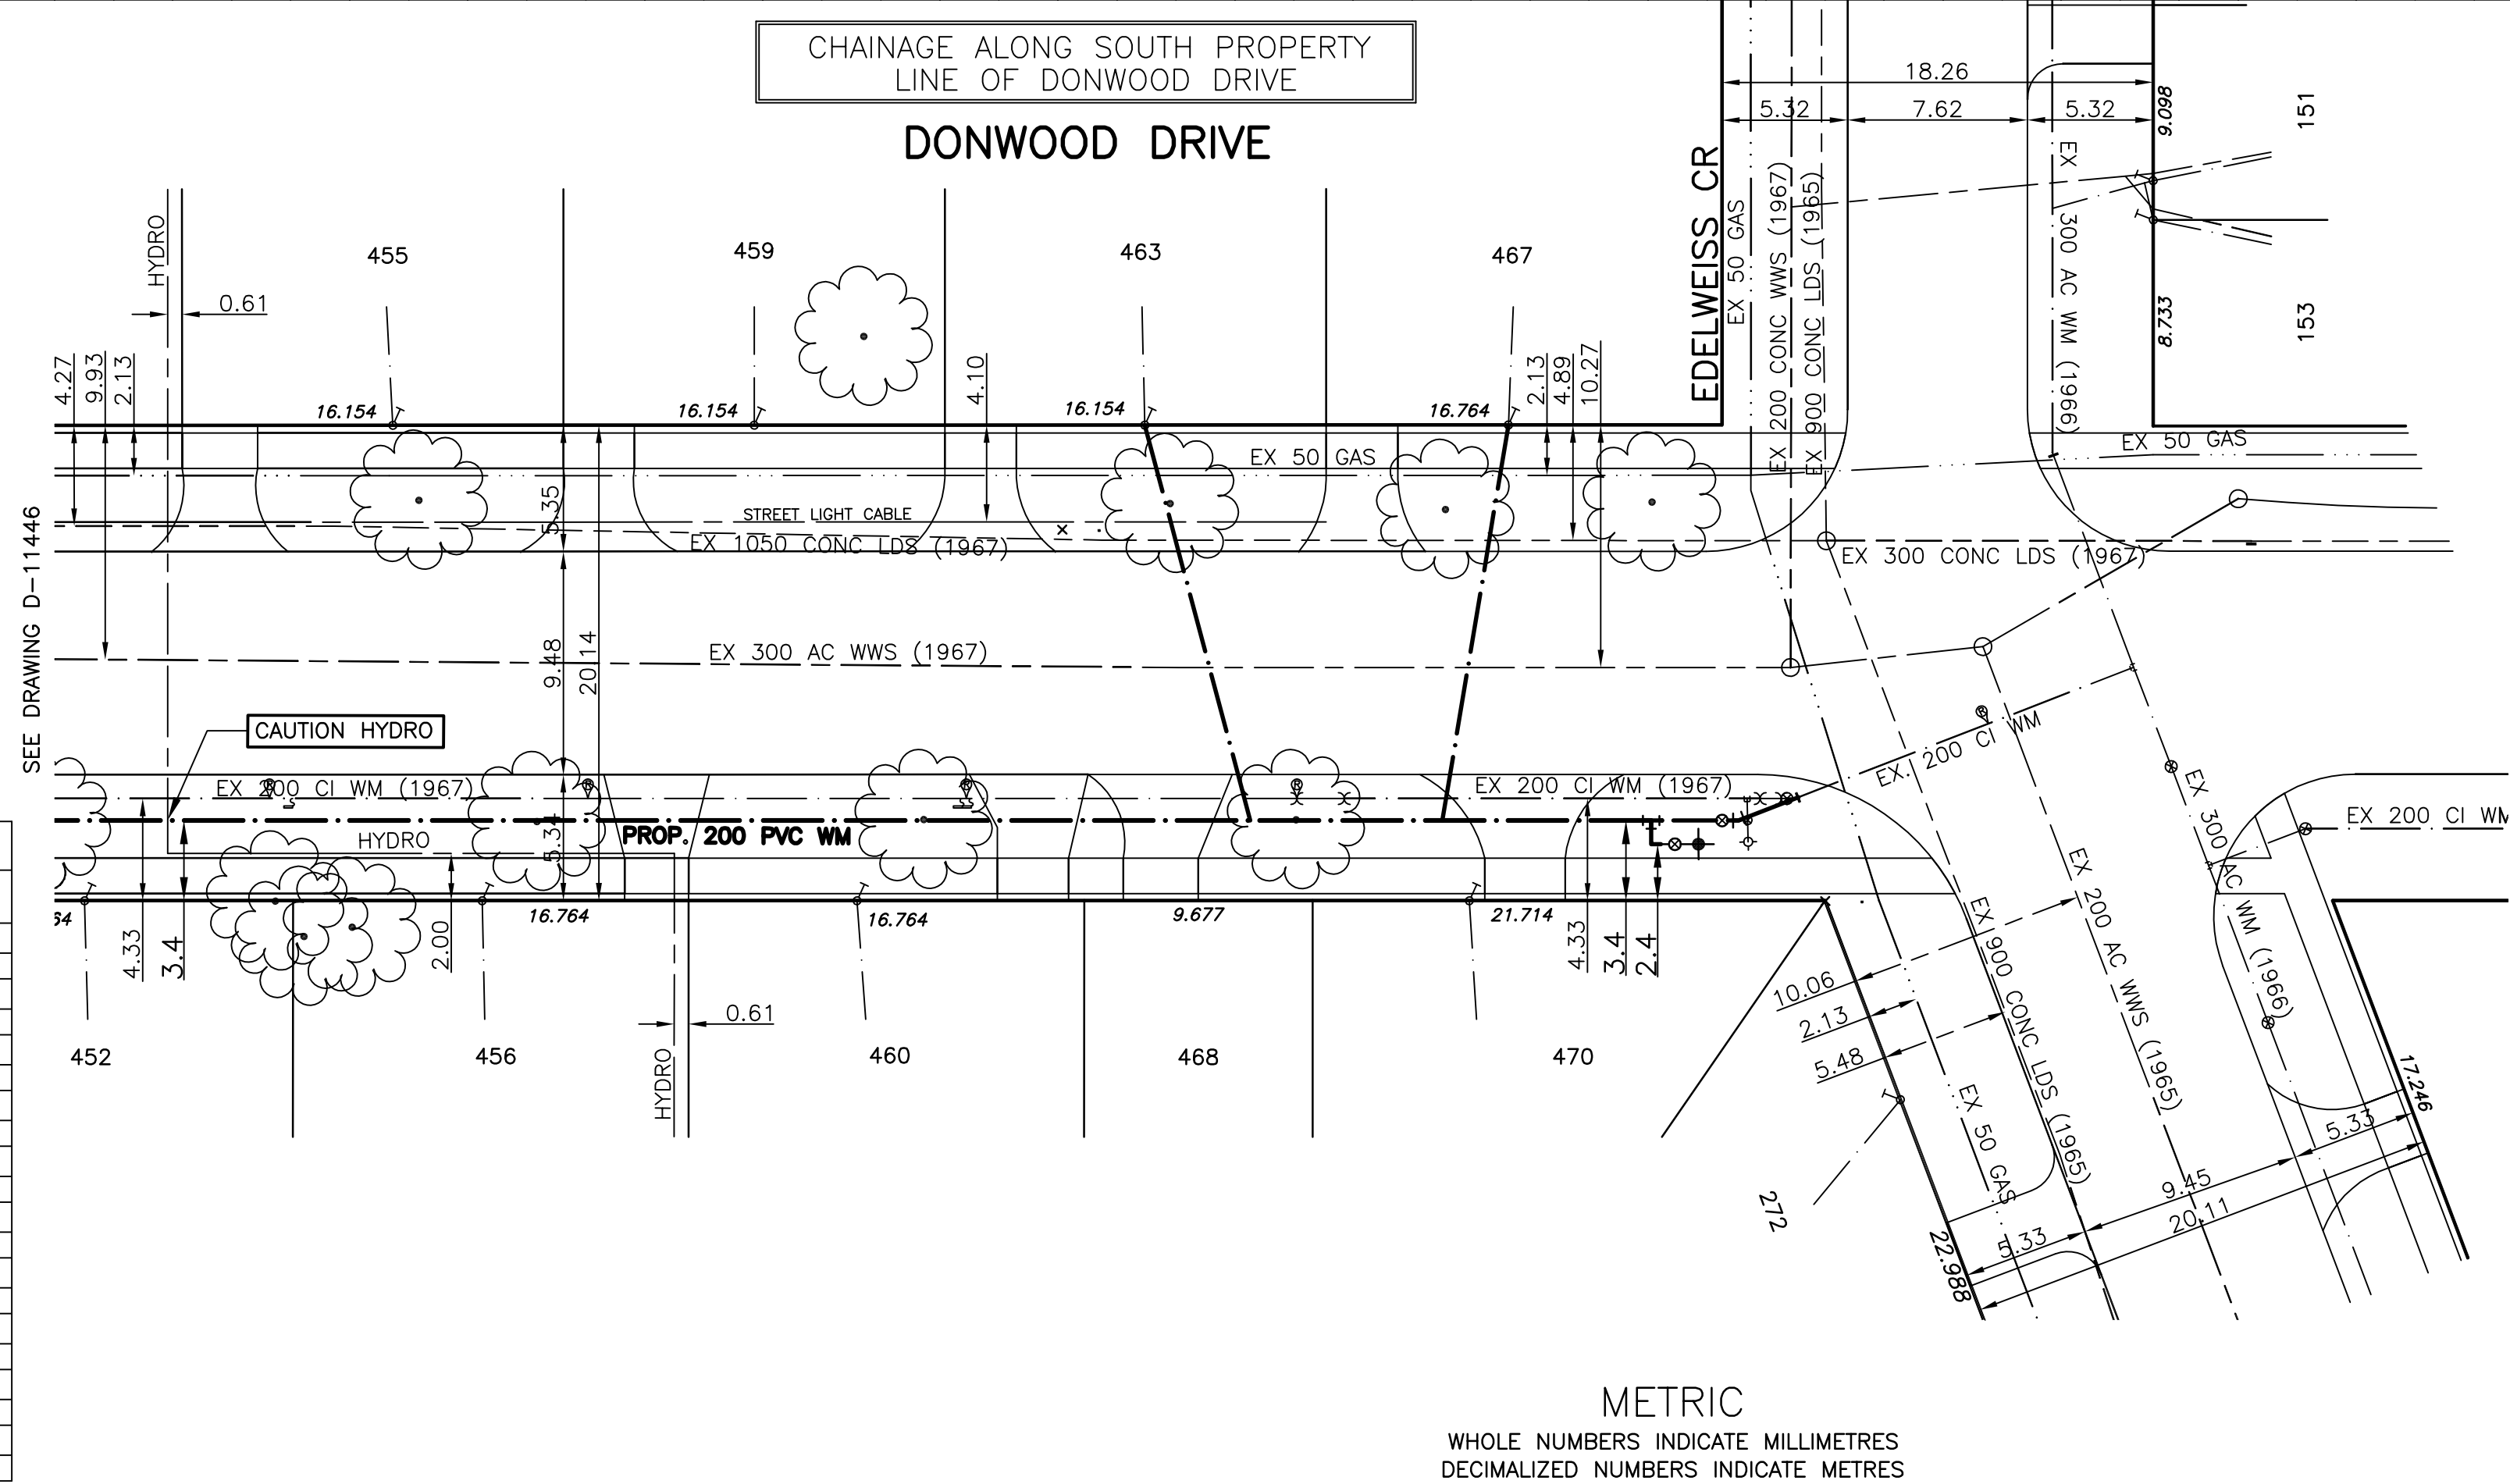 CHAINAGE ALONG SOUTH PROPERTY
LINE OF DONWOOD DRIVE
DONWOOD DRIVE
18.26
5.32
7.62
5.32
9.098
151
EDELWEISS CR
EX 50 GAS
EX 200 CONC WWS (1967)
EX 900 CONC LDS (1965)
EX 300 AC WM (1966)
8.733
153
HYDRO
455
459
463
467
0.61
4.27
9.93
2.13
4.10
2.13
4.89
10.27
16.154
16.154
16.154
16.764
EX 50 GAS
EX 50 GAS
5.35
STREET LIGHT CABLE
EX 1050 CONC LDS (1967)
EX 300 CONC LDS (1967)
SEE DRAWING D-11446
9.48
20.14
EX 300 AC WWS (1967)
CAUTION HYDRO
EX 200 CI WM (1967)
EX 200 CI WM (1967)
EX. 200 CI WM
EX 300 AC WM (1966)
EX 200 CI WM
HYDRO
5.31
PROP. 200 PVC WM
EX 200 AC WWS (1965)
EX 900 CONC LDS (1965)
64
16.764
16.764
9.677
21.714
4.33
3.4
2.00
4.33
3.4
2.4
10.06
2.13
5.48
0.61
HYDRO
452
456
460
468
470
EX 50 GAS
17.246
5.33
9.45
20.11
5.33
272
22.988
METRIC
WHOLE NUMBERS INDICATE MILLIMETRES
DECIMALIZED NUMBERS INDICATE METRES